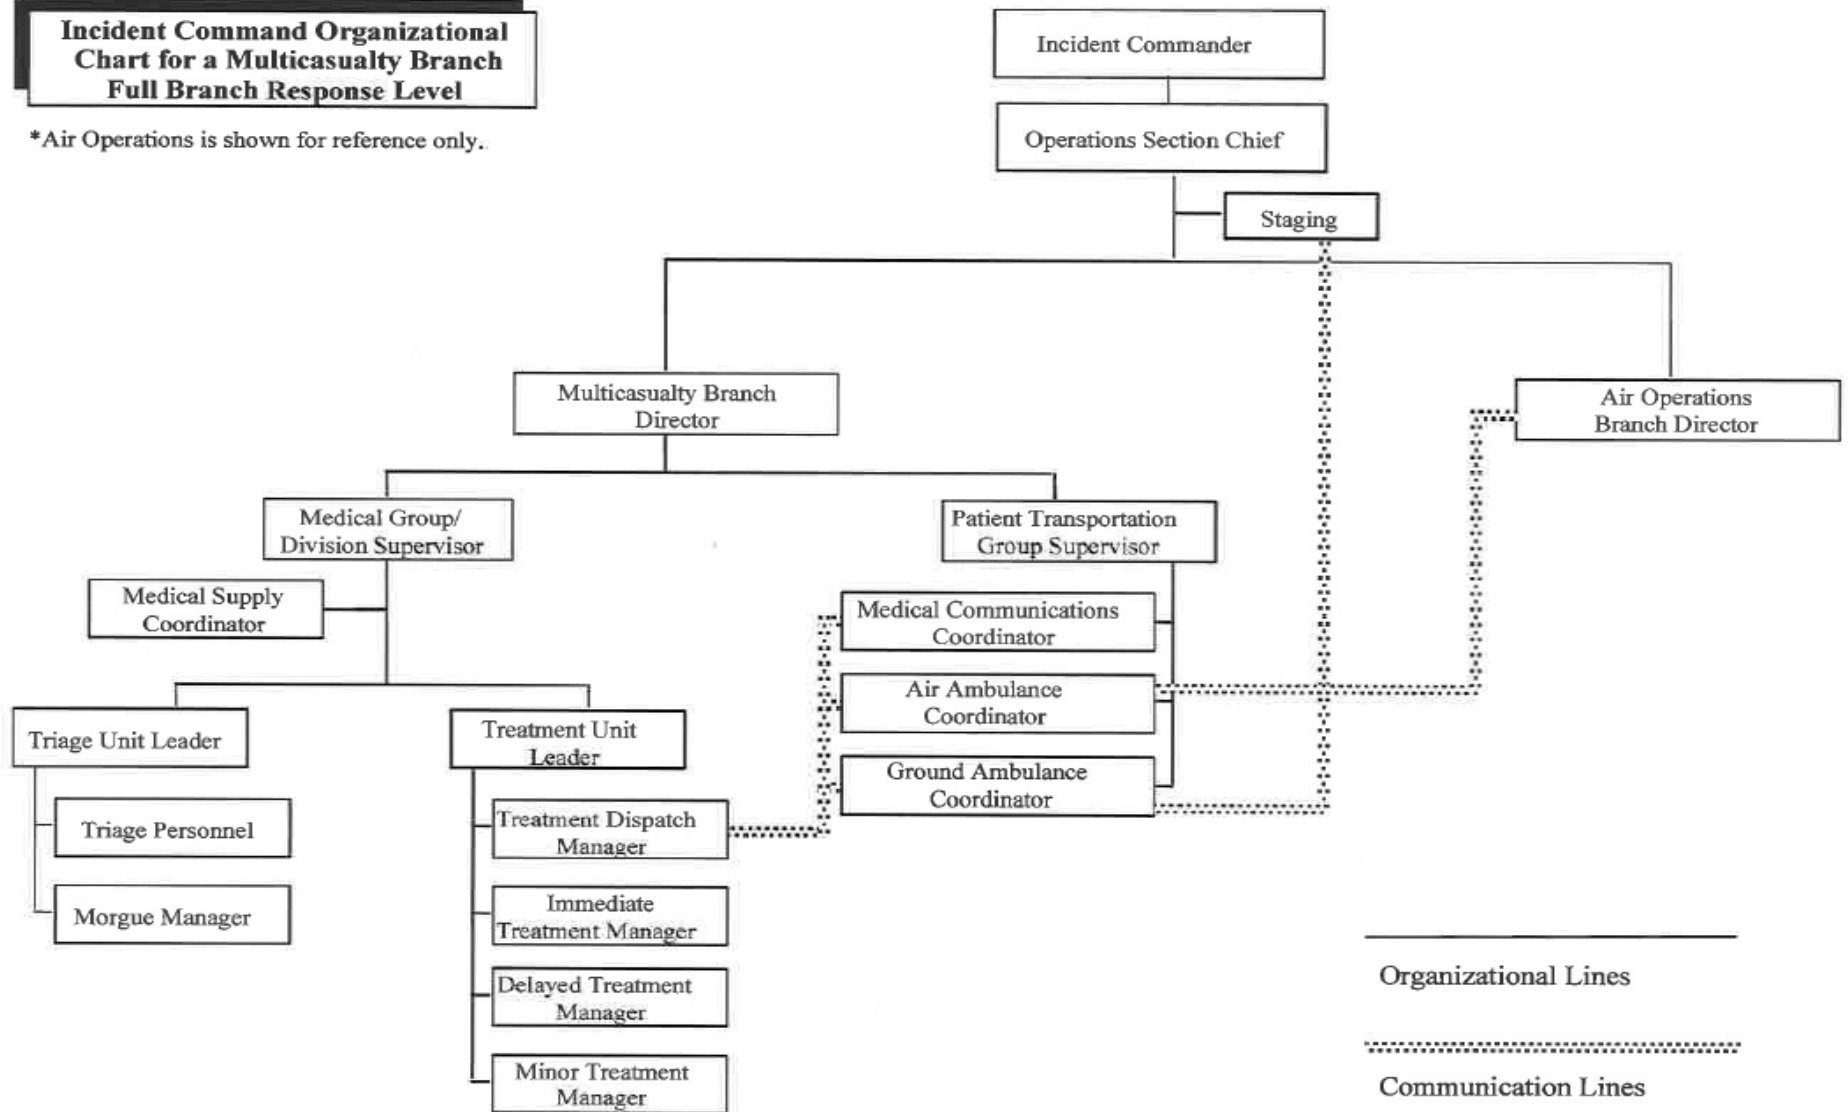 Incident Command Organizational
Chart for a Multicasualty Branch
Full Branch Response Level
*Air Operations is shown for reference only.
Incident Commander
Operations Section Chief
Staging
Multicasualty Branch
Director
Air Operations
Branch Director
Medical Group/
Division Supervisor
Patient Transportation
Group Supervisor
Medical Supply
Coordinator
Medical Communications
Coordinator
Air Ambulance
Coordinator
Ground Ambulance
Coordinator
Triage Unit Leader
Treatment Unit
Leader
Triage Personnel
Morgue Manager
Treatment Dispatch
Manager
Immediate
Treatment Manager
Delayed Treatment
Manager
Minor Treatment
Manager
Organizational Lines
Communication Lines